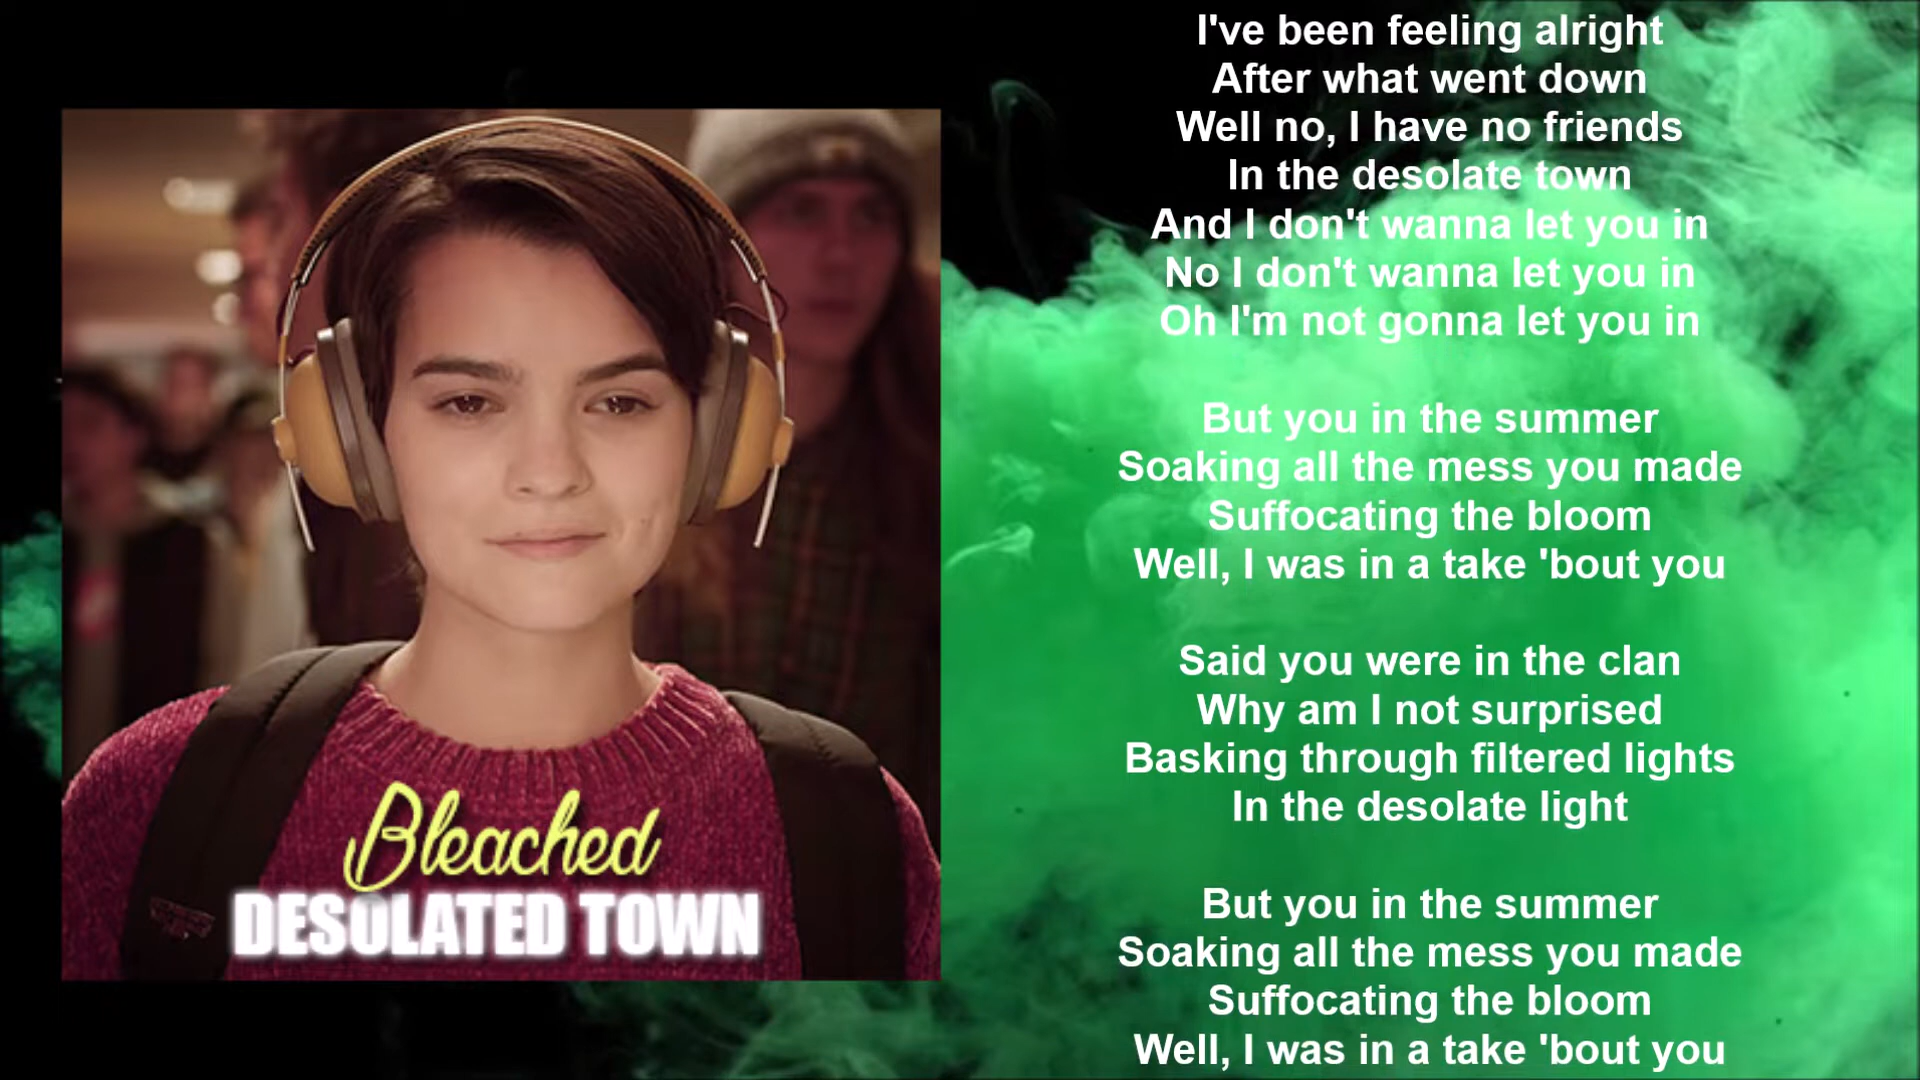 Bleached
DESOLATED TOWN
I've been feeling alright
After what went down
Well no, I have no friends
In the desolate town
And I don't wanna let you in
No I don't wanna let you in
Oh I'm not gonna let you in
But you in the summer
Soaking all the mess you made
Suffocating the bloom
Well, I was in a take 'bout you
Said you were in the clan
Why am I not surprised
Basking through filtered lights
In the desolate light
But you in the summer
Soaking all the mess you made
Suffocating the bloom
Well, I was in a take 'bout you